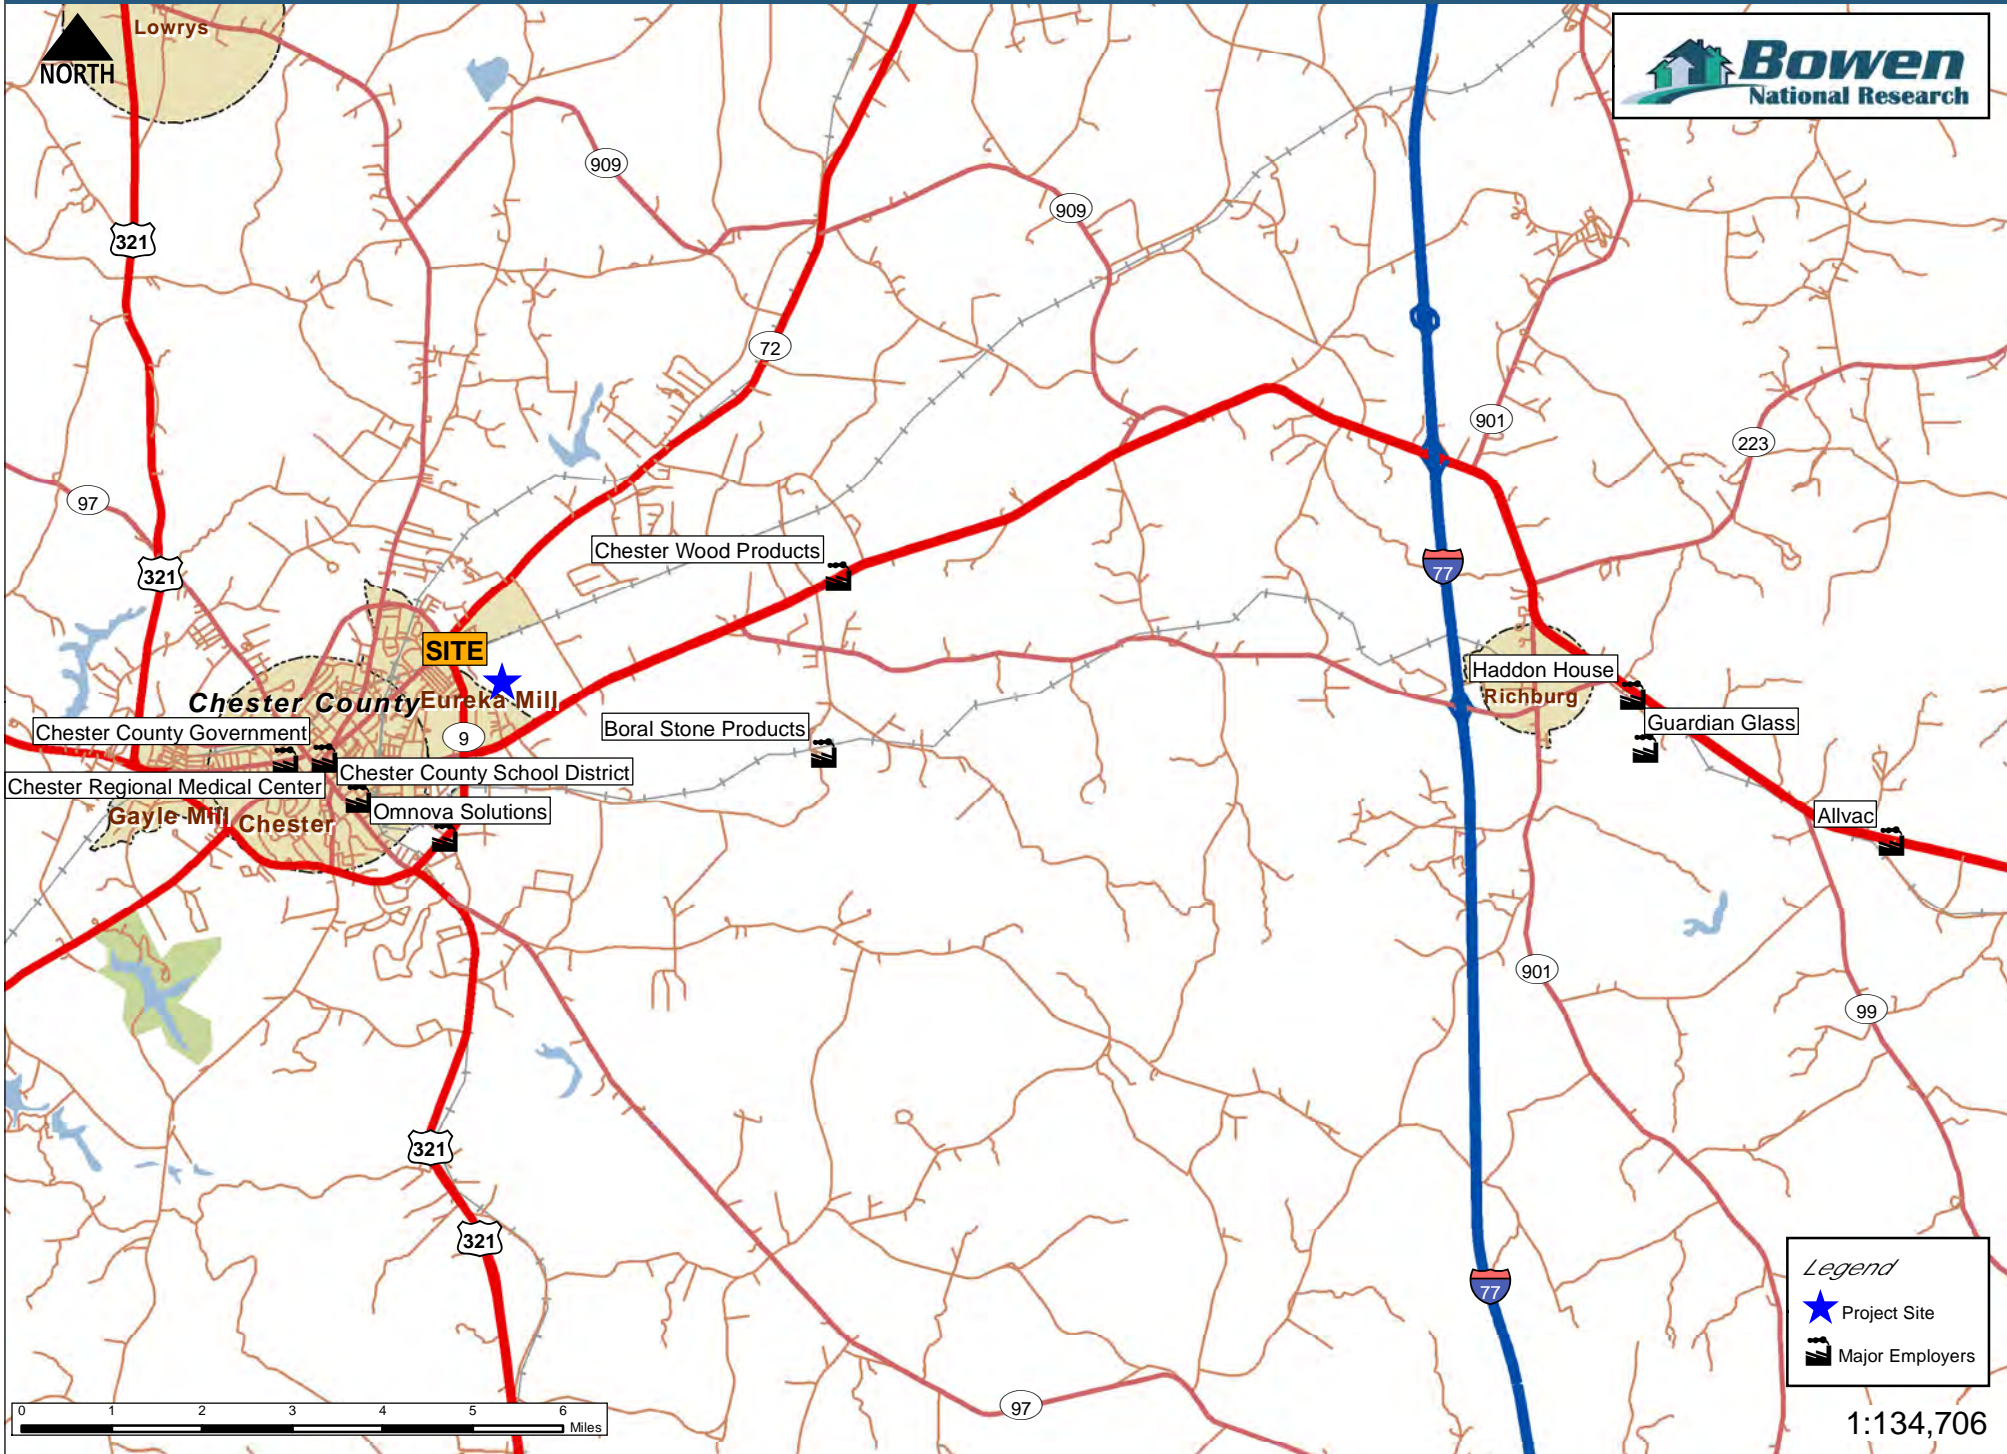 Lowrys
NORTH
Bowen
National Research
909
909
321
72
901
223
97
Chester Wood Products
321
77
SITE
Haddon House
Chester County
Eureka Mill
Richburg
Chester County Government
9
Boral Stone Products
Guardian Glass
Chester Regional Medical Center
Chester County School District
Gayle Mill
Chester
Omnova Solutions
Allvac
901
99
321
321
77
Legend
Project Site
Major Employers
97
0 1 2 3 4 5 6
Miles
1:134,706